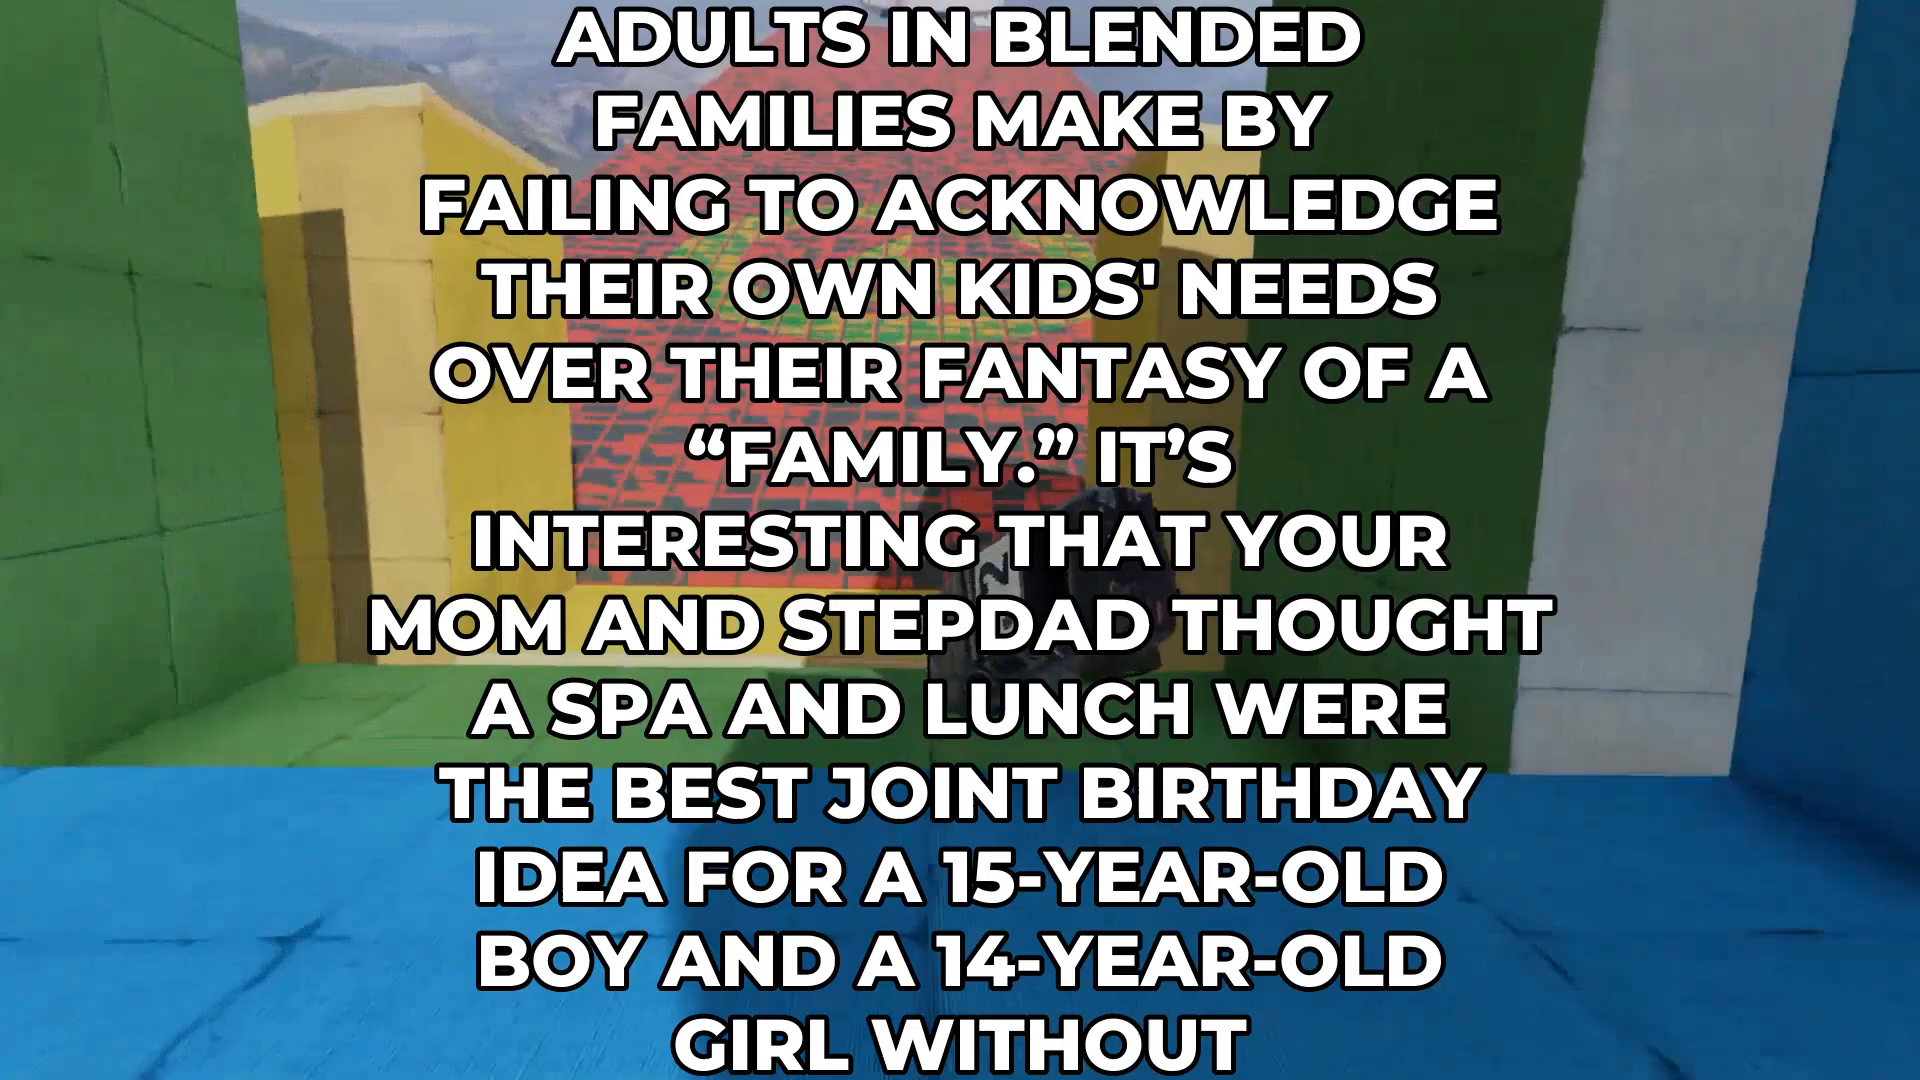 ADULTS IN BLENDED
FAMILIES MAKE BY
FAILING TO ACKNOWLEDGE
THEIR OWN KIDS' NEEDS
OVER THEIR FANTASY OF A
“FAMILY.” IT’S
INTERESTING THAT YOUR
MOM AND STEPDAD THOUGHT
A SPA AND LUNCH WERE
THE BEST JOINT BIRTHDAY
IDEA FOR A 15-YEAR-OLD
BOY AND A 14-YEAR-OLD
GIRL WITHOUT